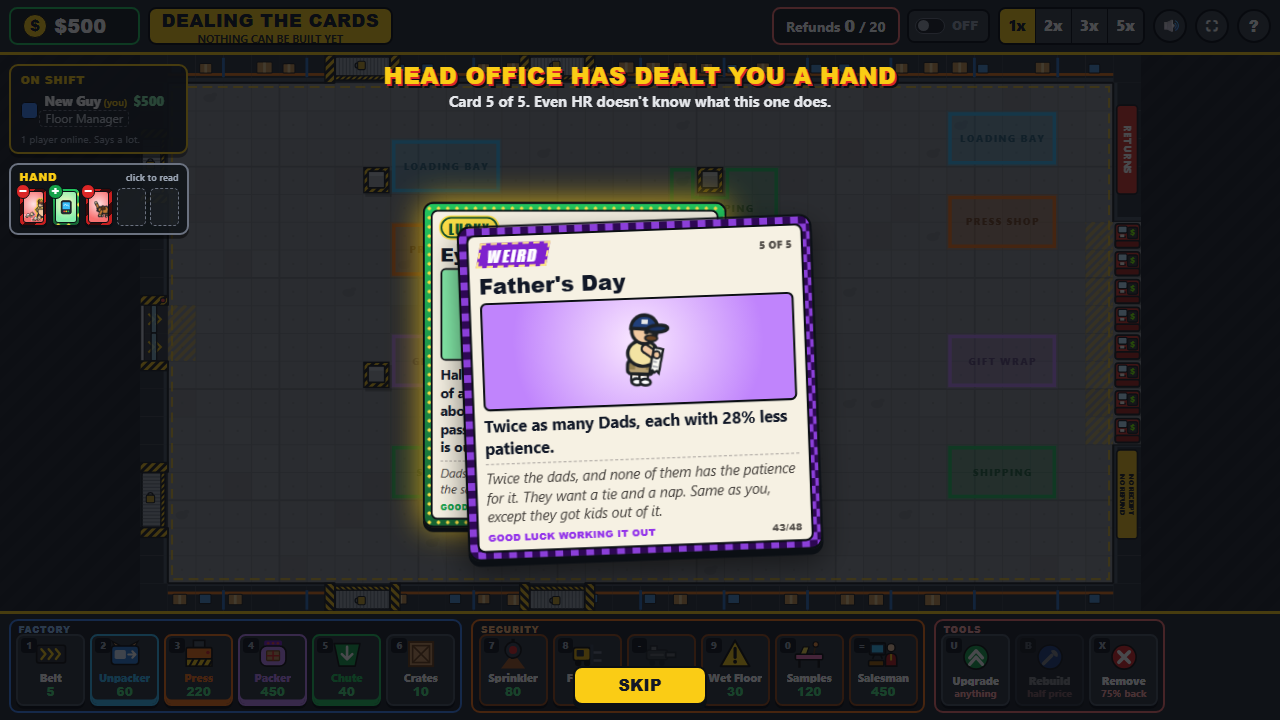 $ $500
DEALING THE CARDS
NOTHING CAN BE BUILT YET
Refunds 0 / 20
OFF
1x 2x 3x 5x
?
ON SHIFT
New Guy (you) $500
Floor Manager
1 player online. Says a lot.
HAND click to read
HEAD OFFICE HAS DEALT YOU A HAND
Card 5 of 5. Even HR doesn't know what this one does.
LOADING BAY
LOADING BAY
RETURNS
PRESS SHOP
GIFT WRAP
SHIPPING
WEIRD
5 OF 5
Father's Day
Twice as many Dads, each with 28% less
patience.
Twice the dads, and none of them has the patience
for it. They want a tie and a nap. Same as you,
except they got kids out of it.
GOOD LUCK WORKING IT OUT
43/48
SKIP
FACTORY
1 Belt 5
2 Unpacker 60
3 Press 220
4 Packer 450
5 Chute 40
6 Crates 10
SECURITY
7 Sprinkler 80
8
9 Wet Floor 30
0 Samples 120
= Salesman 450
TOOLS
U Upgrade anything
B Rebuild half price
X Remove 75% back